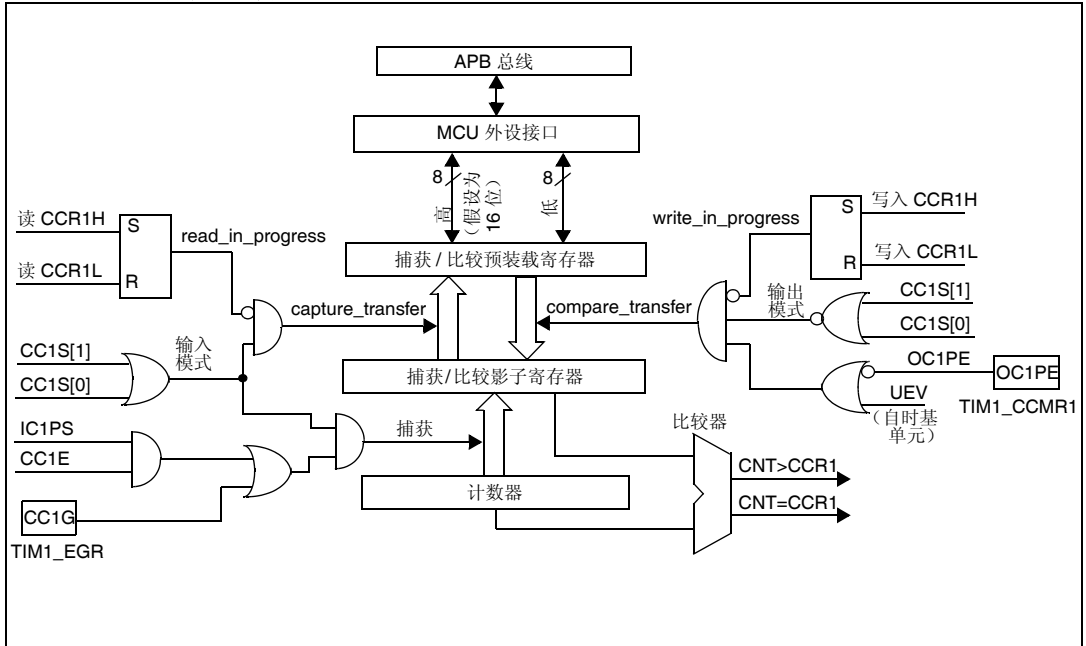 APB 总线
MCU 外设接口
8
高
(假设为
16 位)
8
低
读 CCR1H
S
read_in_progress
读 CCR1L
R
write_in_progress
S
写入 CCR1H
R
写入 CCR1L
捕获 / 比较预装载寄存器
capture_transfer
compare_transfer
输出
模式
CC1S[1]
CC1S[0]
CC1S[1]
CC1S[0]
输入
模式
捕获/比较影子寄存器
OC1PE
OC1PE
UEV
(自时基
单元)
TIM1_CCMR1
IC1PS
CC1E
捕获
比较器
CNT>CCR1
CNT=CCR1
计数器
CC1G
TIM1_EGR